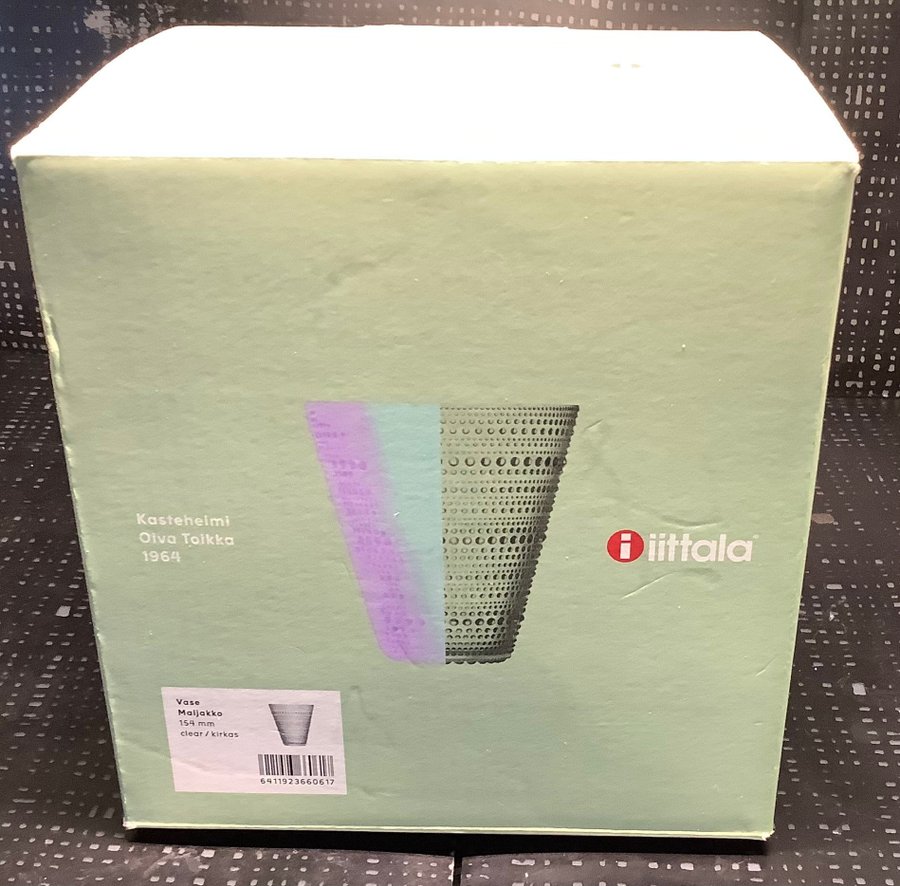 Kastehelmi
Oiva Toikka
1964
iittala
Vase
Maljakko
154 mm
clear / kirkas
6411923660617